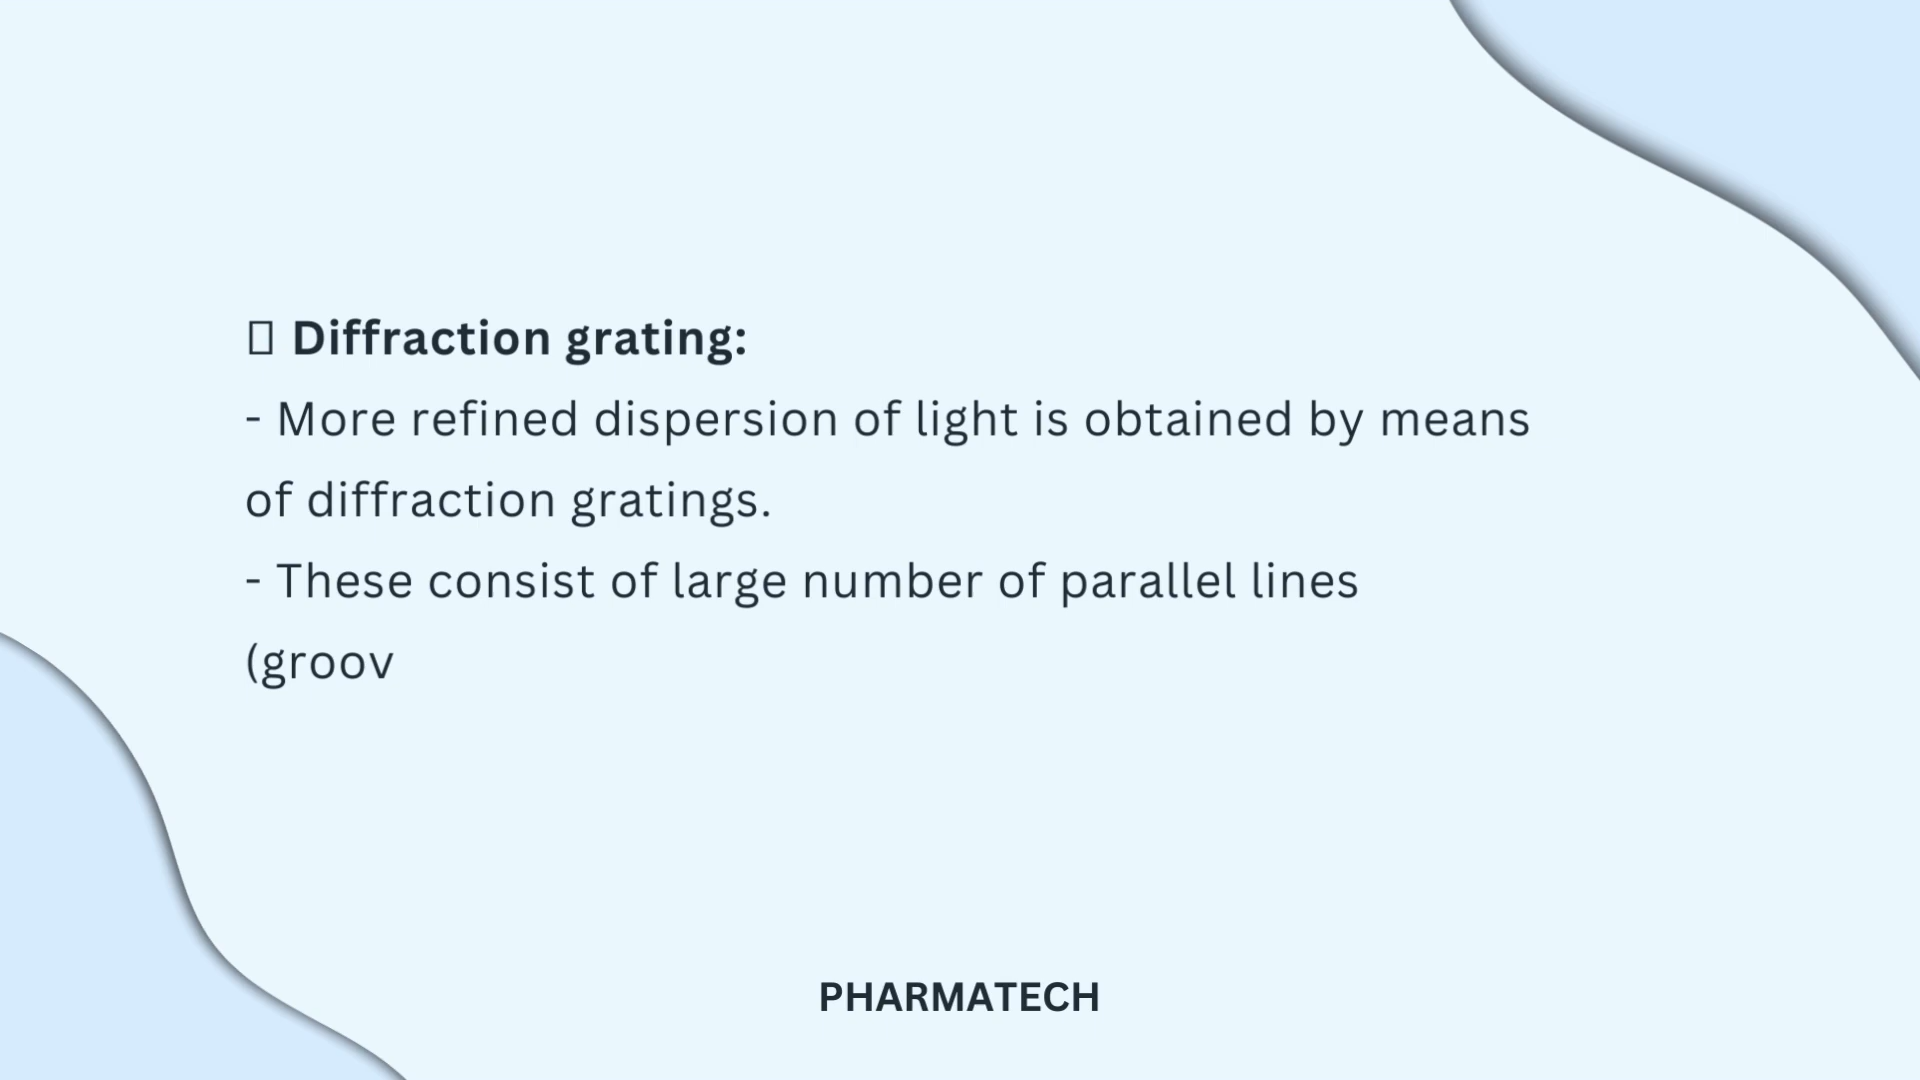 ▯ Diffraction grating:
- More refined dispersion of light is obtained by means
of diffraction gratings.
- These consist of large number of parallel lines
(groov
PHARMATECH